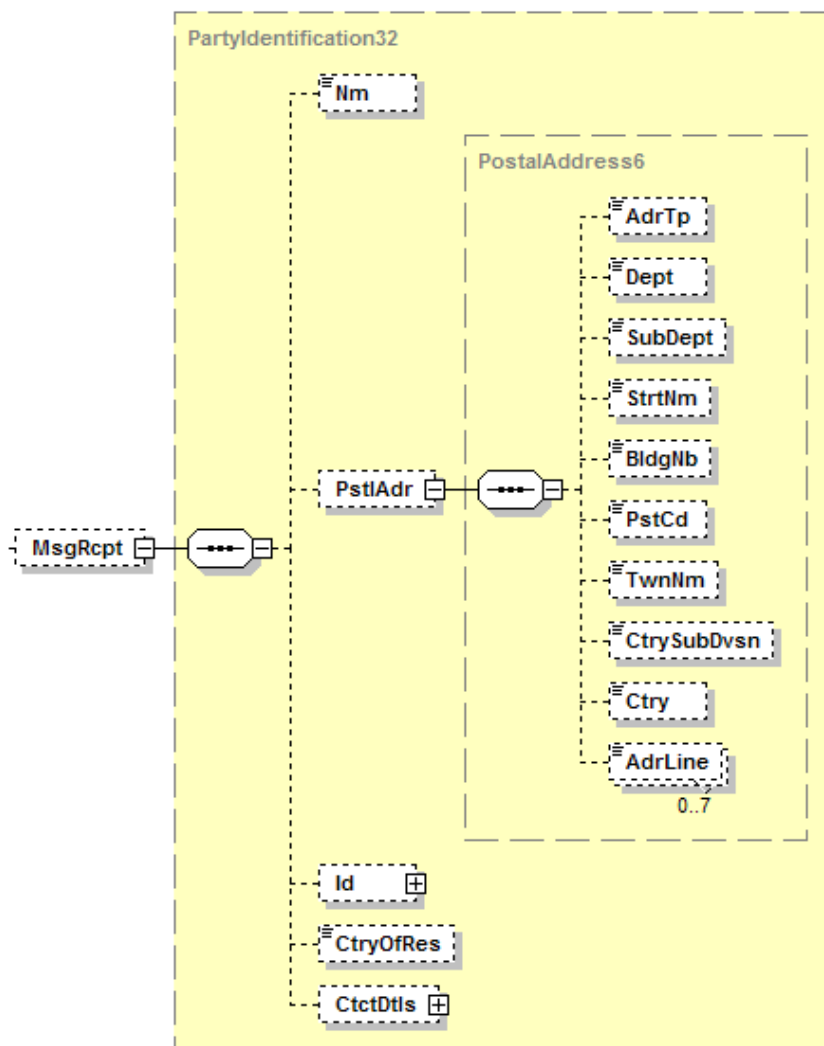 PartyIdentification32
Nm
PostalAddress6
AdrTp
Dept
SubDept
StrtNm
BldgNb
PstlAdr
PstCd
MsgRcpt
TwnNm
CtrySubDvsn
Ctry
AdrLine
0..7
Id
CtryOfRes
CtctDtls